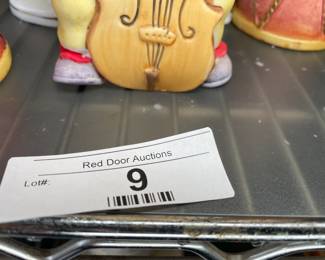 Red Door Auctions
Lot#: 9